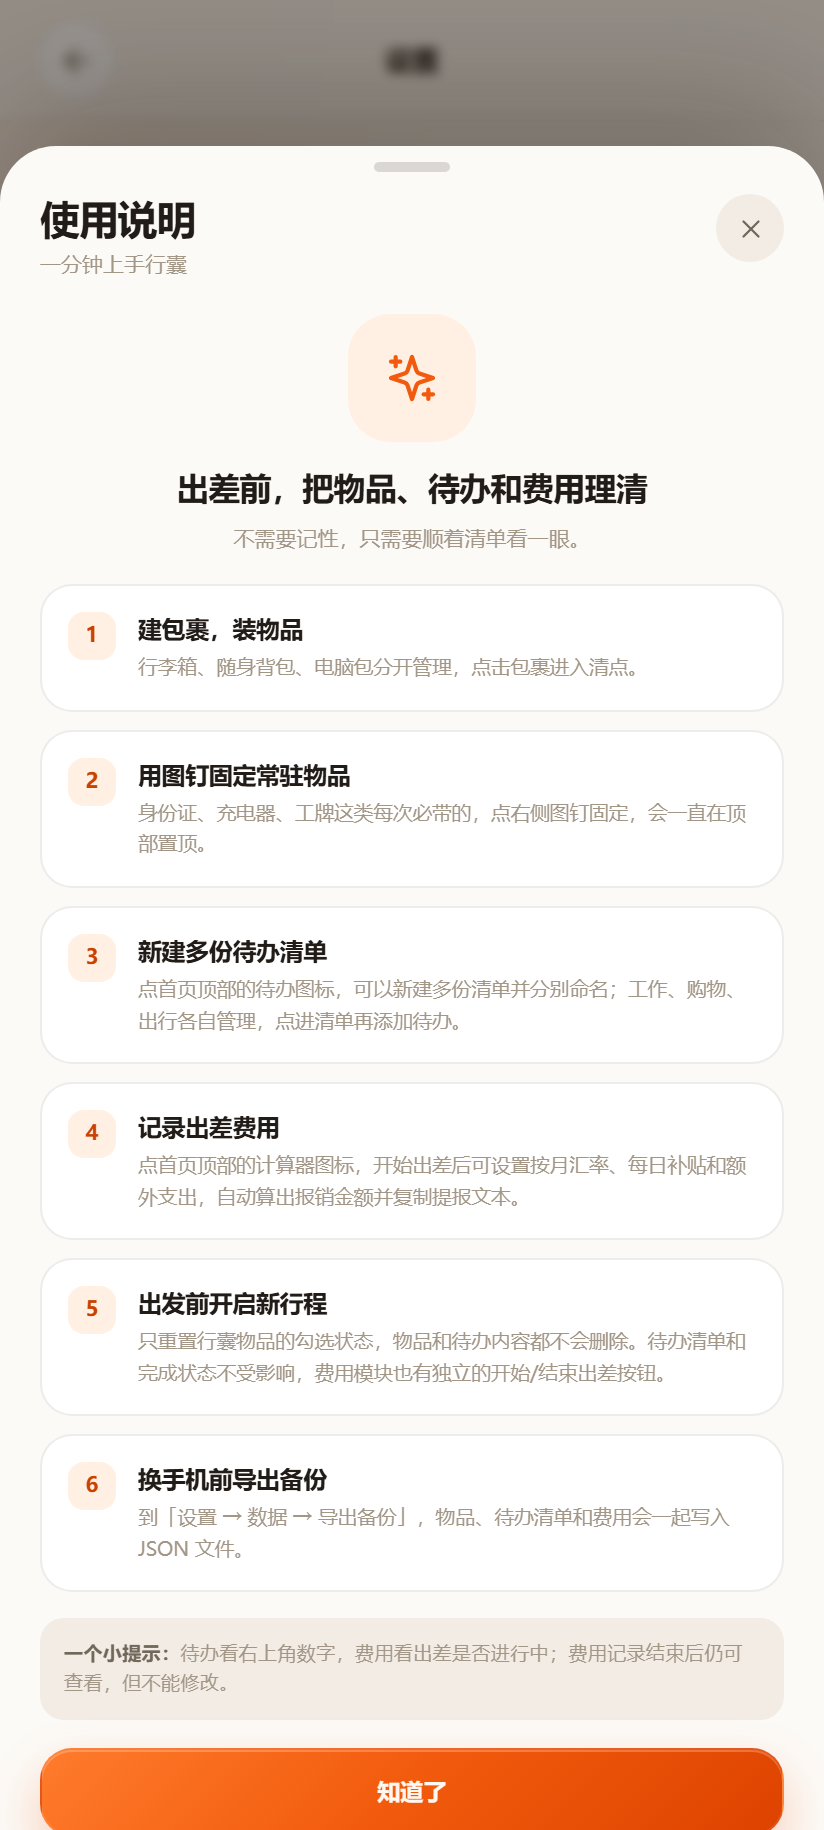 设置
使用说明
一分钟上手行囊
出差前，把物品、待办和费用理清
不需要记性，只需要顺着清单看一眼。
1
建包裹，装物品
行李箱、随身背包、电脑包分开管理，点击包裹进入清点。
2
用图钉固定常驻物品
身份证、充电器、工牌这类每次必带的，点右侧图钉固定，会一直在顶
部置顶。
3
新建多份待办清单
点首页顶部的待办图标，可以新建多份清单并分别命名；工作、购物、
出行各自管理，点进清单再添加待办。
4
记录出差费用
点首页顶部的计算器图标，开始出差后可设置按月汇率、每日补贴和额
外支出，自动算出报销金额并复制提报文本。
5
出发前开启新行程
只重置行囊物品的勾选状态，物品和待办内容都不会删除。待办清单和
完成状态不受影响，费用模块也有独立的开始/结束出差按钮。
6
换手机前导出备份
到「设置 → 数据 → 导出备份」，物品、待办清单和费用会一起写入
JSON 文件。
一个小提示：待办看右上角数字，费用看出差是否进行中；费用记录结束后仍可
查看，但不能修改。
知道了